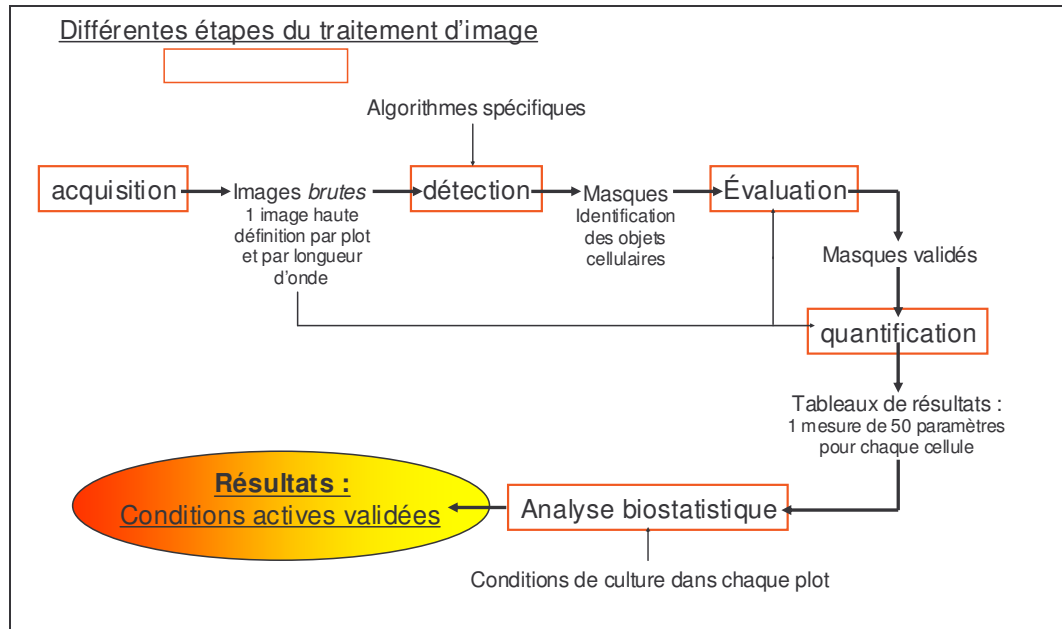 Différentes étapes du traitement d'image
Algorithmes spécifiques
acquisition
Images brutes
1 image haute
définition par plot
et par longueur
d'onde
détection
Masques
Identification
des objets
cellulaires
Évaluation
Masques validés
quantification
Tableaux de résultats :
1 mesure de 50 paramètres
pour chaque cellule
Analyse biostatistique
Conditions de culture dans chaque plot
Résultats :
Conditions actives validées